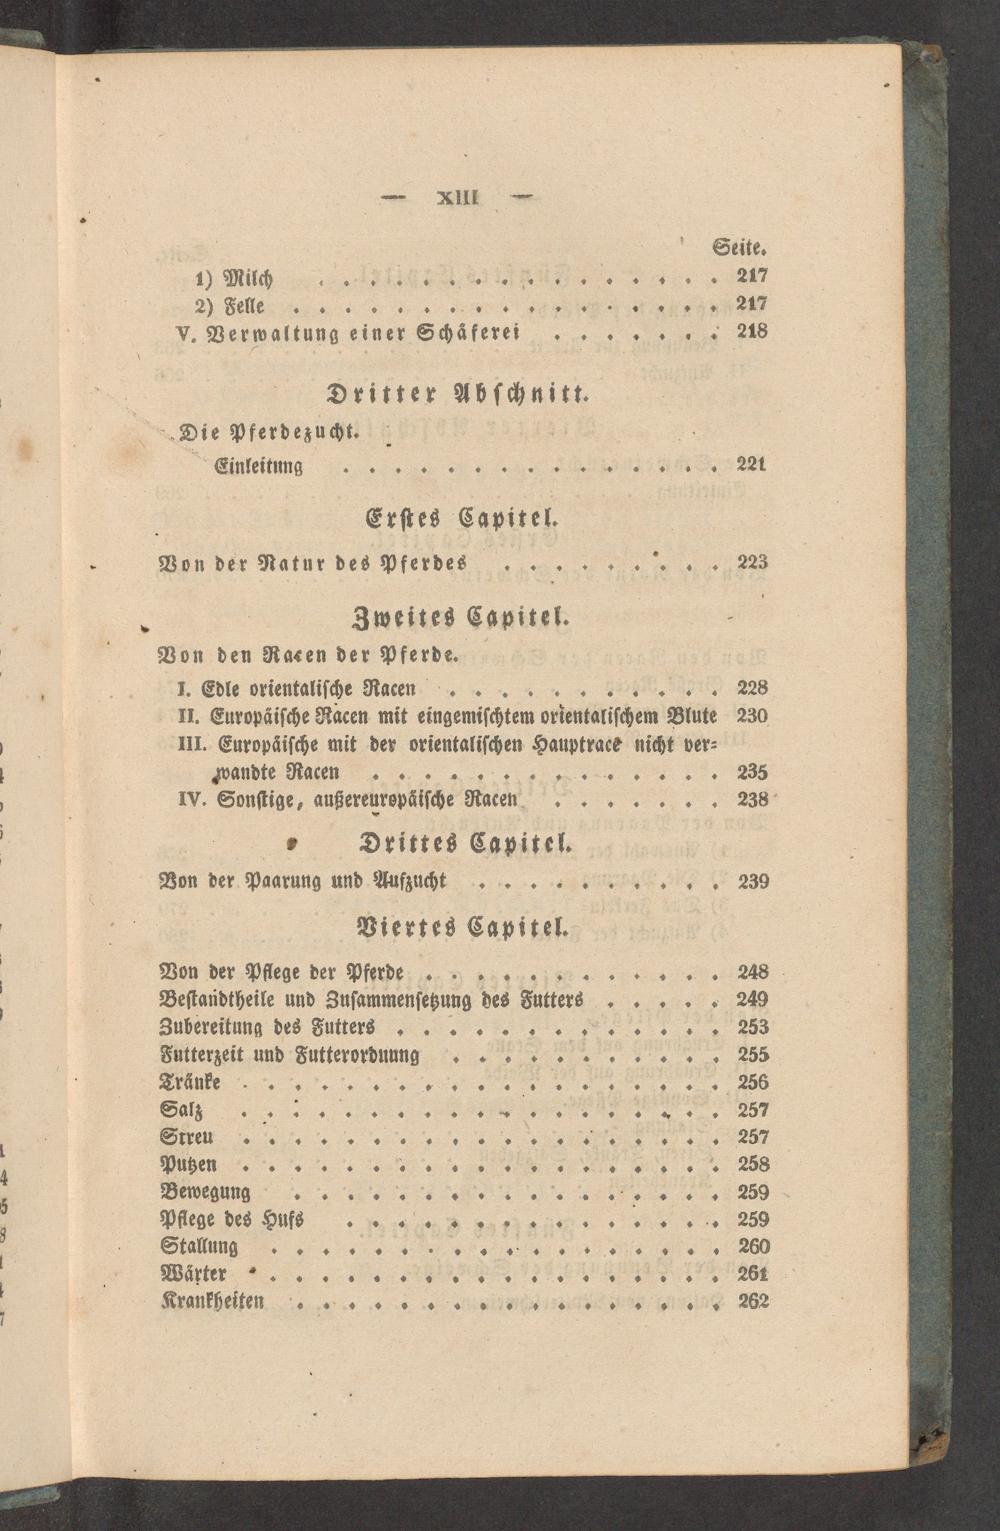 — XIII —
Seite.
1) Milch . . . . . . . . . . . . . . . . 217
2) Felle . . . . . . . . . . . . . . . . . 217
V. Verwaltung einer Schäferei . . . . . . . 218
Dritter Abschnitt.
Die Pferdezucht.
Einleitung . . . . . . . . . . . . . . . 221
Erstes Capitel.
Von der Natur des Pferdes . . . . . . . . . 223
Zweites Capitel.
Von den Racen der Pferde.
I. Edle orientalische Racen . . . . . . . . . . . 228
II. Europäische Racen mit eingemischtem orientalischem Blute 230
III. Europäische mit der orientalischen Hauptrace nicht ver=
wandte Racen . . . . . . . . . . . . . . 235
IV. Sonstige, außereuropäische Racen . . . . . . . 238
Drittes Capitel.
Von der Paarung und Aufzucht . . . . . . . . . . 239
Viertes Capitel.
Von der Pflege der Pferde . . . . . . . . . . . . 248
Bestandtheile und Zusammensetzung des Futters . . . . . 249
Zubereitung des Futters . . . . . . . . . . . . . 253
Futterzeit und Futterordnung . . . . . . . . . . . 255
Tränke . . . . . . . . . . . . . . . . . . . 256
Salz . . . . . . . . . . . . . . . . . . . 257
Streu . . . . . . . . . . . . . . . . . . . 257
Putzen . . . . . . . . . . . . . . . . . . . 258
Bewegung . . . . . . . . . . . . . . . . . 259
Pflege des Hufs . . . . . . . . . . . . . . . 259
Stallung . . . . . . . . . . . . . . . . . . 260
Wärter . . . . . . . . . . . . . . . . . . 261
Krankheiten . . . . . . . . . . . . . . . . . 262